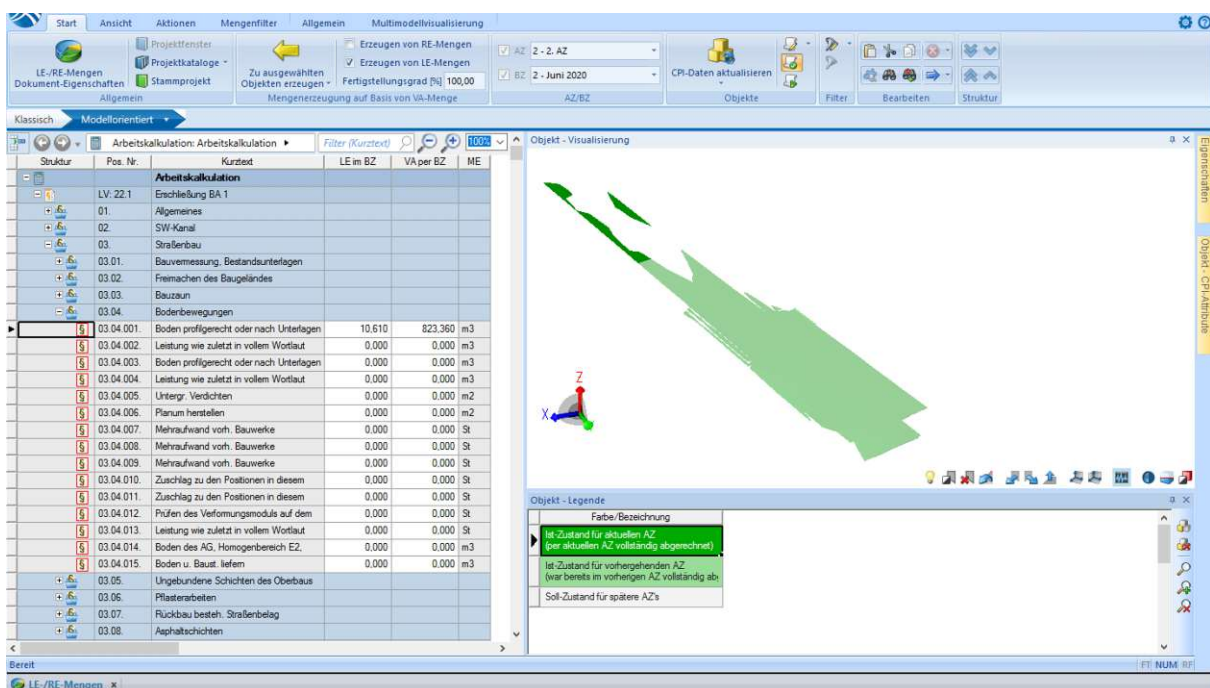 Start Ansicht Aktionen Mengenfilter Allgemein Multimodellvisualisierung
LE-/RE-Mengen
Dokument-Eigenschaften
Projektfenster
Projektkataloge
Stammprojekt
Allgemein
Zu ausgewählten
Objekten erzeugen
Erzeugen von RE-Mengen
Erzeugen von LE-Mengen
Fertigstellungsgrad [%] 100,00
Mengenerzeugung auf Basis von VA-Menge
AZ 2 - 2. AZ
BZ 2 - Juni 2020
AZ/BZ
CPI-Daten aktualisieren
Objekte
Filter
Bearbeiten
Struktur
Klassisch Modellorientiert
Arbeitskalkulation: Arbeitskalkulation Filter (Kurztext) 100%
Struktur Pos. Nr. Kurztext LE im BZ VA per BZ ME
Arbeitskalkulation
LV: 22.1 Erschließung BA 1
01. Allgemeines
02. SW-Kanal
03. Straßenbau
03.01. Bauvermessung, Bestandsunterlagen
03.02. Freimachen des Baugeländes
03.03. Bauzaun
03.04. Bodenbewegungen
§ 03.04.001. Boden profilgerecht oder nach Unterlagen 10,610 823,360 m3
§ 03.04.002. Leistung wie zuletzt in vollem Wortlaut 0,000 0,000 m3
§ 03.04.003. Boden profilgerecht oder nach Unterlagen 0,000 0,000 m3
§ 03.04.004. Leistung wie zuletzt in vollem Wortlaut 0,000 0,000 m3
§ 03.04.005. Untergr. Verdichten 0,000 0,000 m2
§ 03.04.006. Planum herstellen 0,000 0,000 m2
§ 03.04.007. Mehraufwand vorh. Bauwerke 0,000 0,000 St
§ 03.04.008. Mehraufwand vorh. Bauwerke 0,000 0,000 St
§ 03.04.009. Mehraufwand vorh. Bauwerke 0,000 0,000 St
§ 03.04.010. Zuschlag zu den Positionen in diesem 0,000 0,000 St
§ 03.04.011. Zuschlag zu den Positionen in diesem 0,000 0,000 St
§ 03.04.012. Prüfen des Verformungsmoduls auf dem 0,000 0,000 St
§ 03.04.013. Leistung wie zuletzt in vollem Wortlaut 0,000 0,000 St
§ 03.04.014. Boden des AG, Homogenbereich E2, 0,000 0,000 m3
§ 03.04.015. Boden u. Baust. liefern 0,000 0,000 m3
03.05. Ungebundene Schichten des Oberbaus
03.06. Pflasterarbeiten
03.07. Rückbau besteh. Straßenbelag
03.08. Asphaltschichten
Objekt - Visualisierung
Z
X
Objekt - Legende
Farbe/Bezeichnung
Ist-Zustand für aktuellen AZ
(per aktuellen AZ vollständig abgerechnet)
Ist-Zustand für vorhergehenden AZ
(war bereits im vorherigen AZ vollständig ab
Soll-Zustand für spätere AZ's
Eigenschaften
Objekt - CPI-Attribute
Bereit
FT NUM RF
LE-/RE-Mengen x